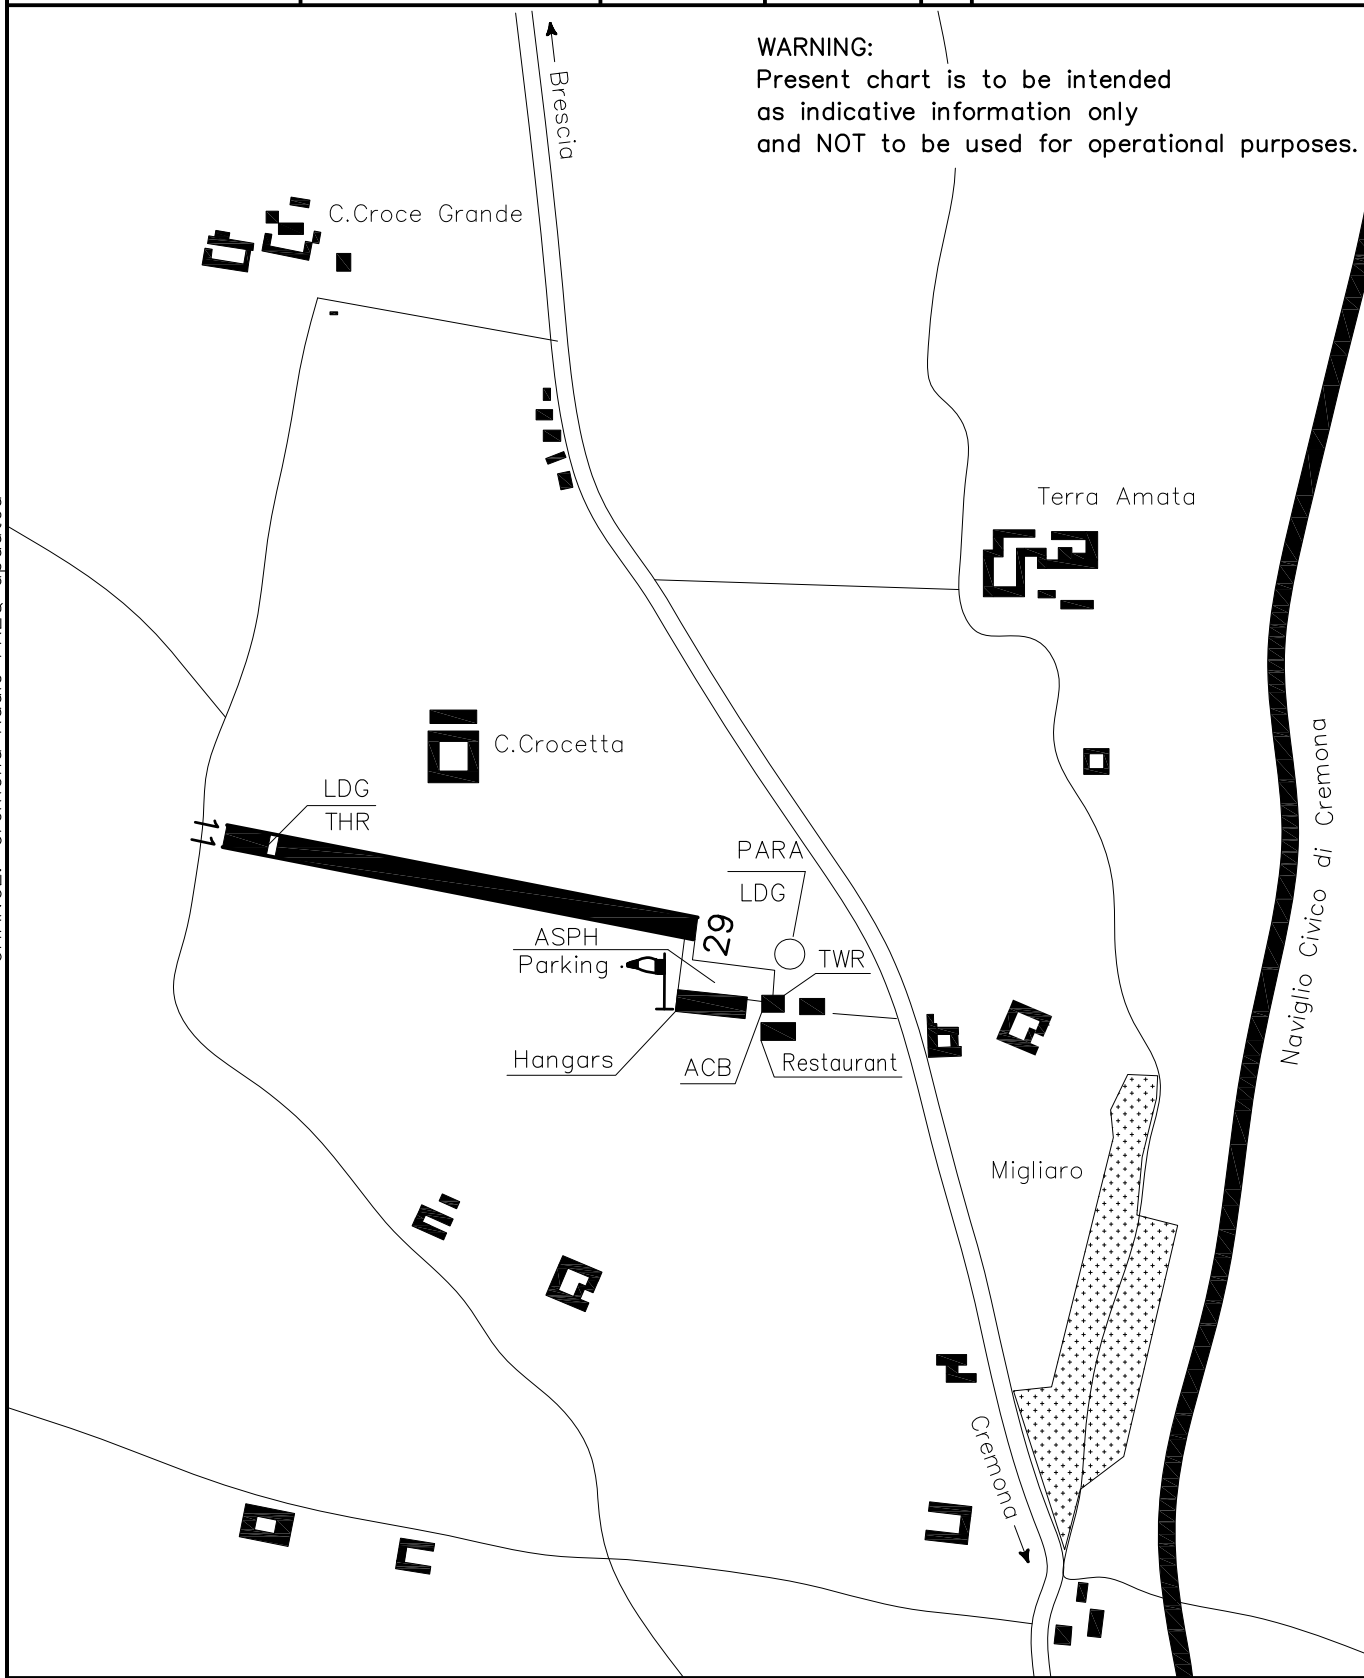 WARNING:
Present chart is to be intended
as indicative information only
and NOT to be used for operational purposes.
Brescia
C.Croce Grande
Terra Amata
C.Crocetta
LDG
THR
11
PARA
LDG
29
ASPH
Parking
TWR
Hangars
ACB
Restaurant
Naviglio Civico di Cremona
Migliaro
Cremona